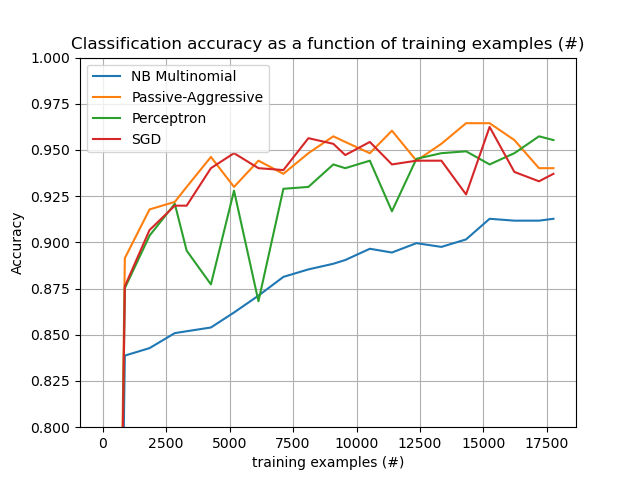 Classification accuracy as a function of training examples (#)
1.000
0.975
0.950
0.925
0.900
0.875
0.850
0.825
0.800
Accuracy
NB Multinomial
Passive-Aggressive
Perceptron
SGD
0 2500 5000 7500 10000 12500 15000 17500
training examples (#)